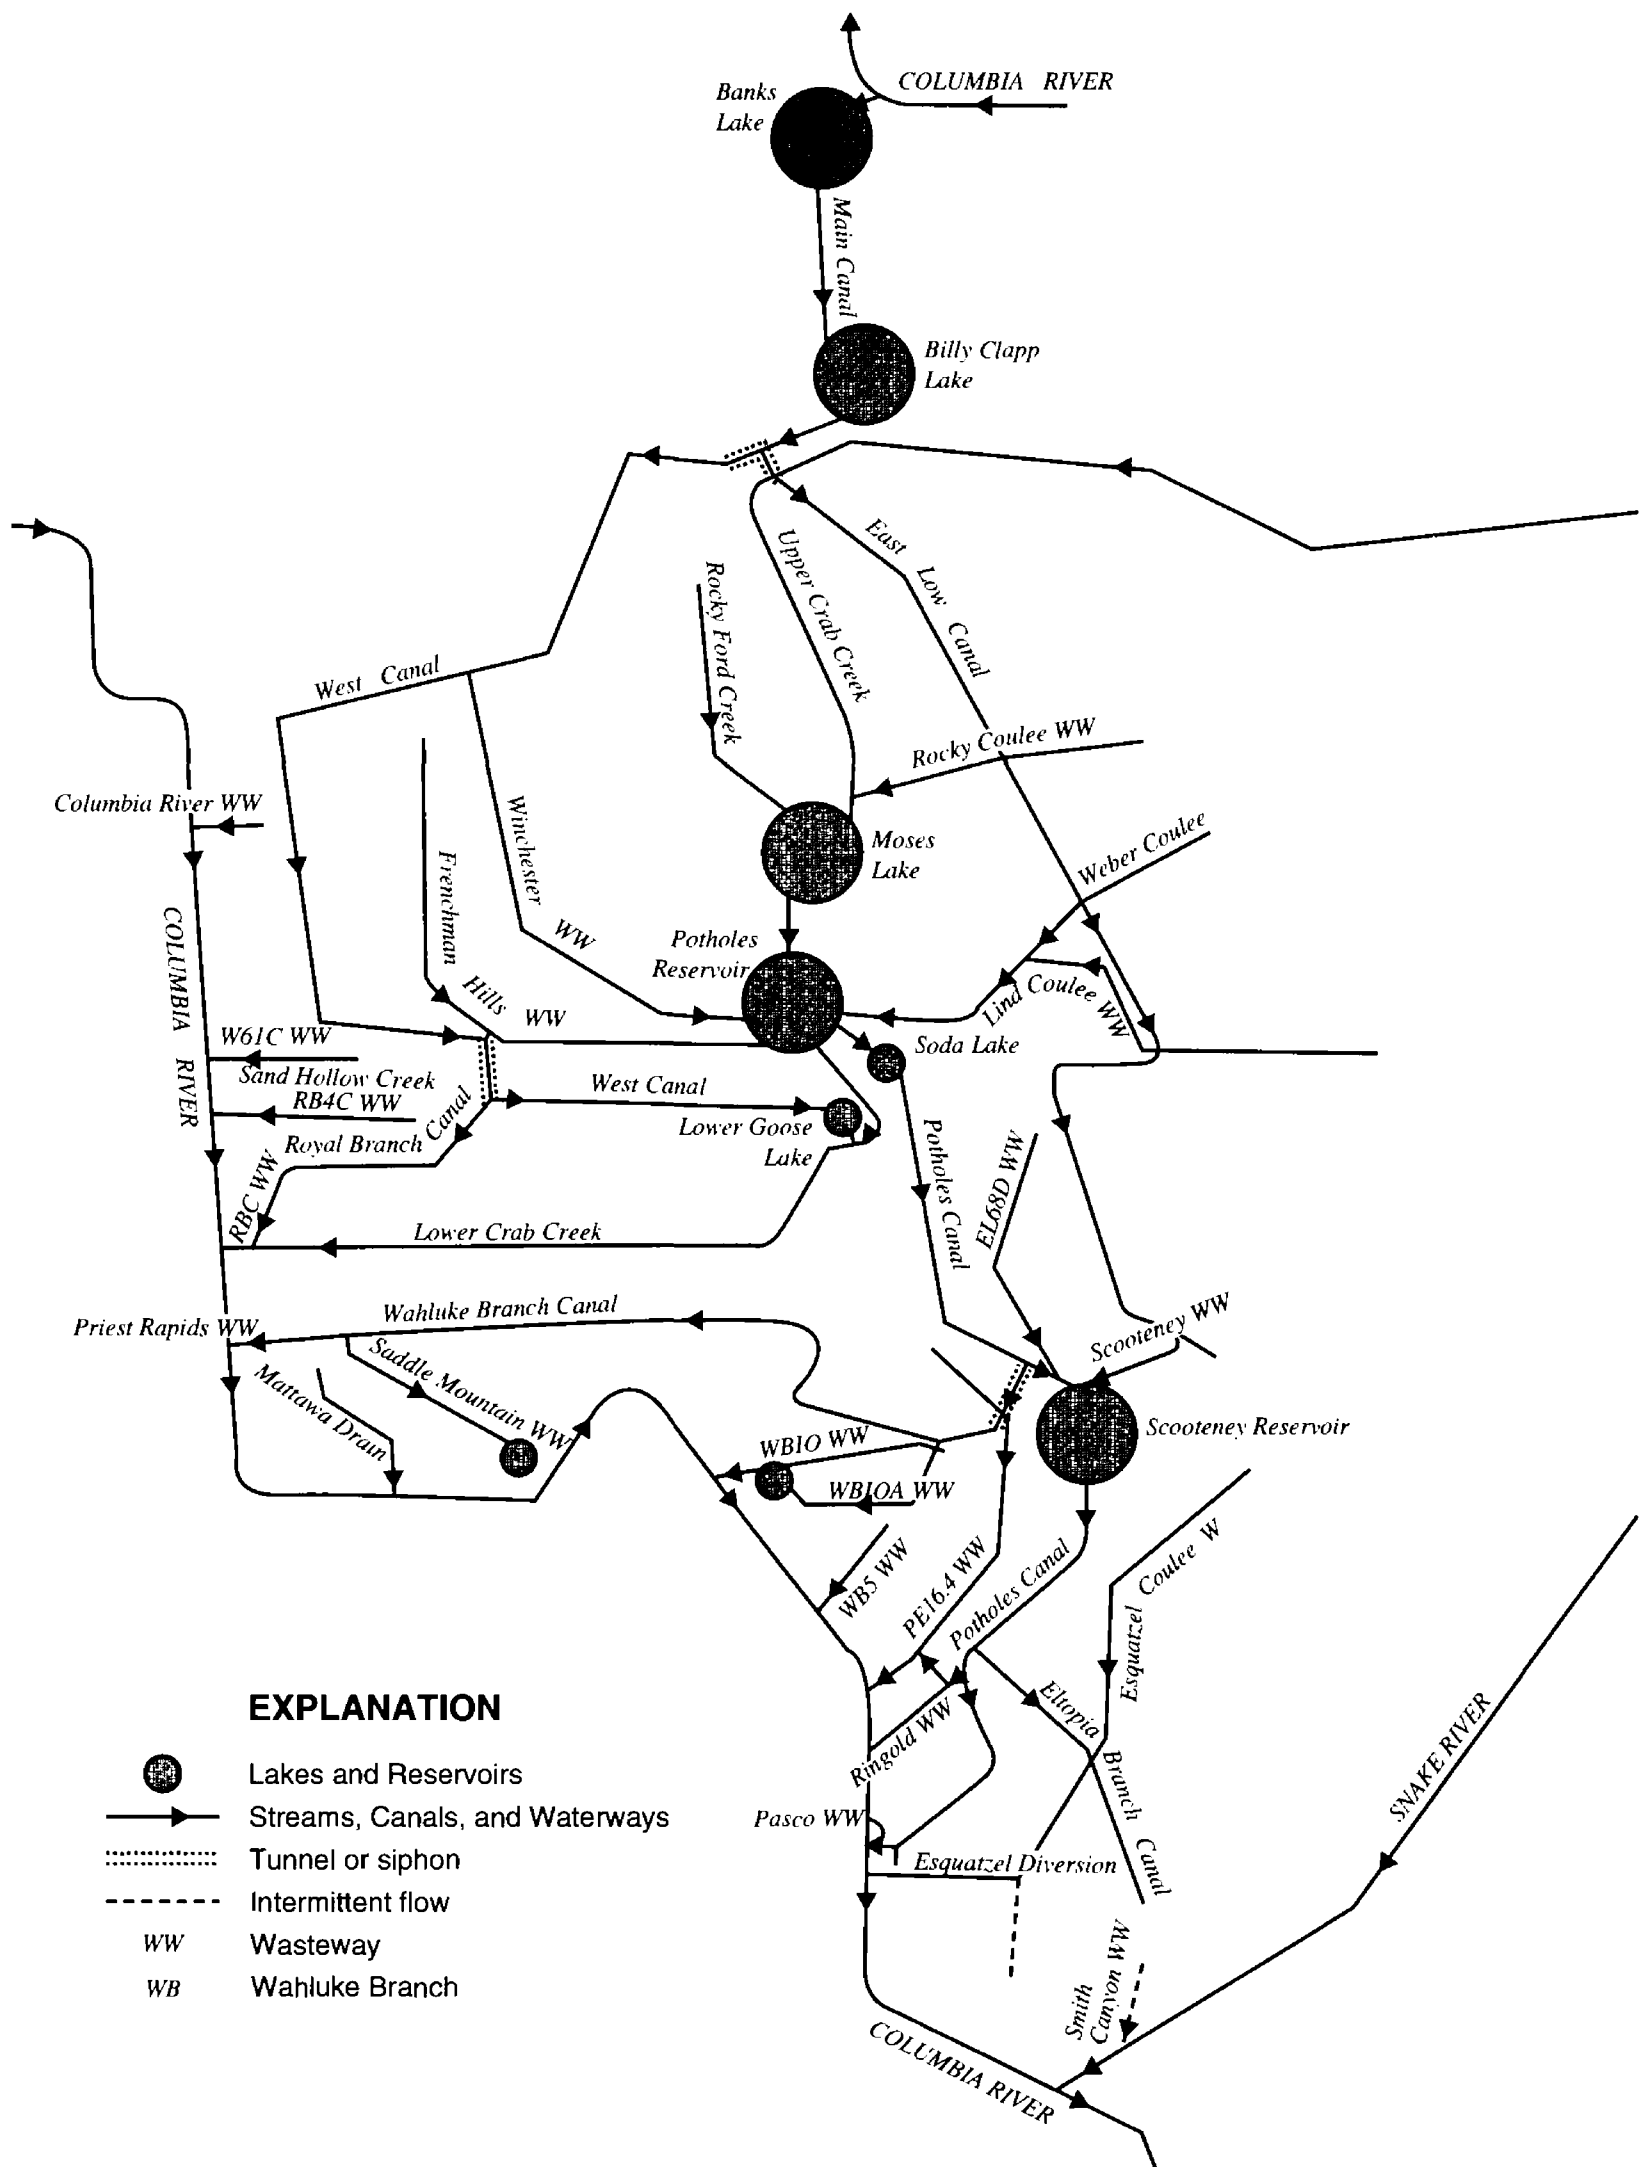 COLUMBIA RIVER
Banks
Lake
Main Canal
Billy Clapp
Lake
East Low Canal
Upper Crab Creek
Rocky Ford Creek
West Canal
Rocky Coulee WW
Columbia River WW
Winchester WW
Frenchman Hills WW
Moses
Lake
Weber Coulee
COLUMBIA RIVER
Potholes
Reservoir
Lind Coulee WW
Soda Lake
W61C WW
Sand Hollow Creek
RB4C WW
Royal Branch Canal
West Canal
Lower Goose
Lake
RBC WW
Potholes Canal
EL68D WW
Lower Crab Creek
Wahluke Branch Canal
Priest Rapids WW
Scooteney WW
Saddle Mountain WW
Mattawa Drain
Scooteney Reservoir
WBIO WW
WBIOA WW
WB5 WW
PE16.4 WW
Potholes Canal
Esquatzel Coulee W
Eltopia Branch Canal
Ringold WW
SNAKE RIVER
Pasco WW
Esquatzel Diversion
Smith
Canyon WW
COLUMBIA RIVER
EXPLANATION
Lakes and Reservoirs
Streams, Canals, and Waterways
Tunnel or siphon
Intermittent flow
WW Wasteway
WB Wahluke Branch